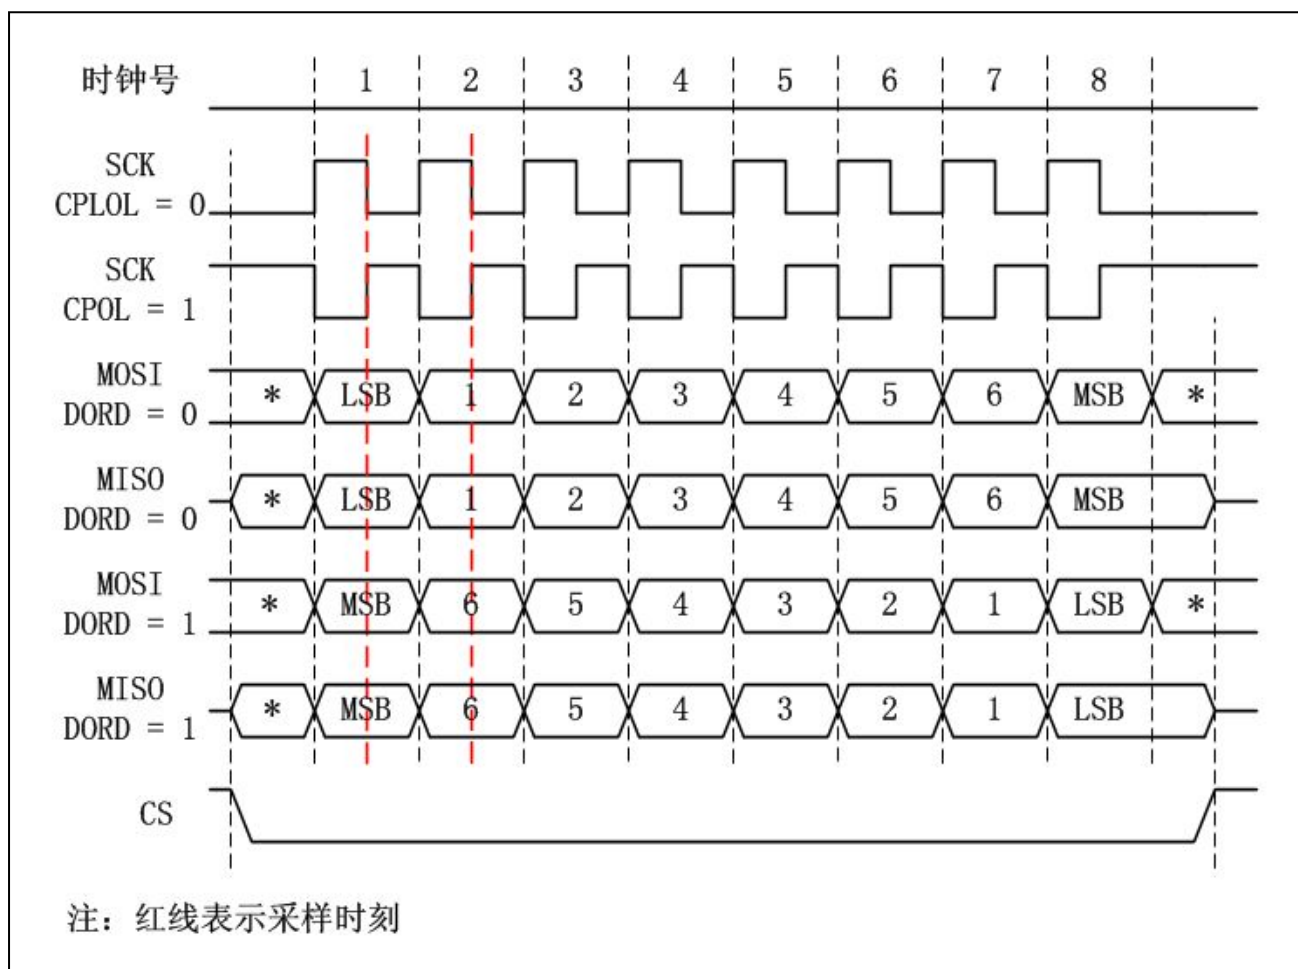 时钟号 1 2 3 4 5 6 7 8
SCK
CPLOL = 0
SCK
CPOL = 1
MOSI
DORD = 0
* LSB 1 2 3 4 5 6 MSB *
MISO
DORD = 0
* LSB 1 2 3 4 5 6 MSB
MOSI
DORD = 1
* MSB 6 5 4 3 2 1 LSB *
MISO
DORD = 1
* MSB 6 5 4 3 2 1 LSB
CS
注：红线表示采样时刻